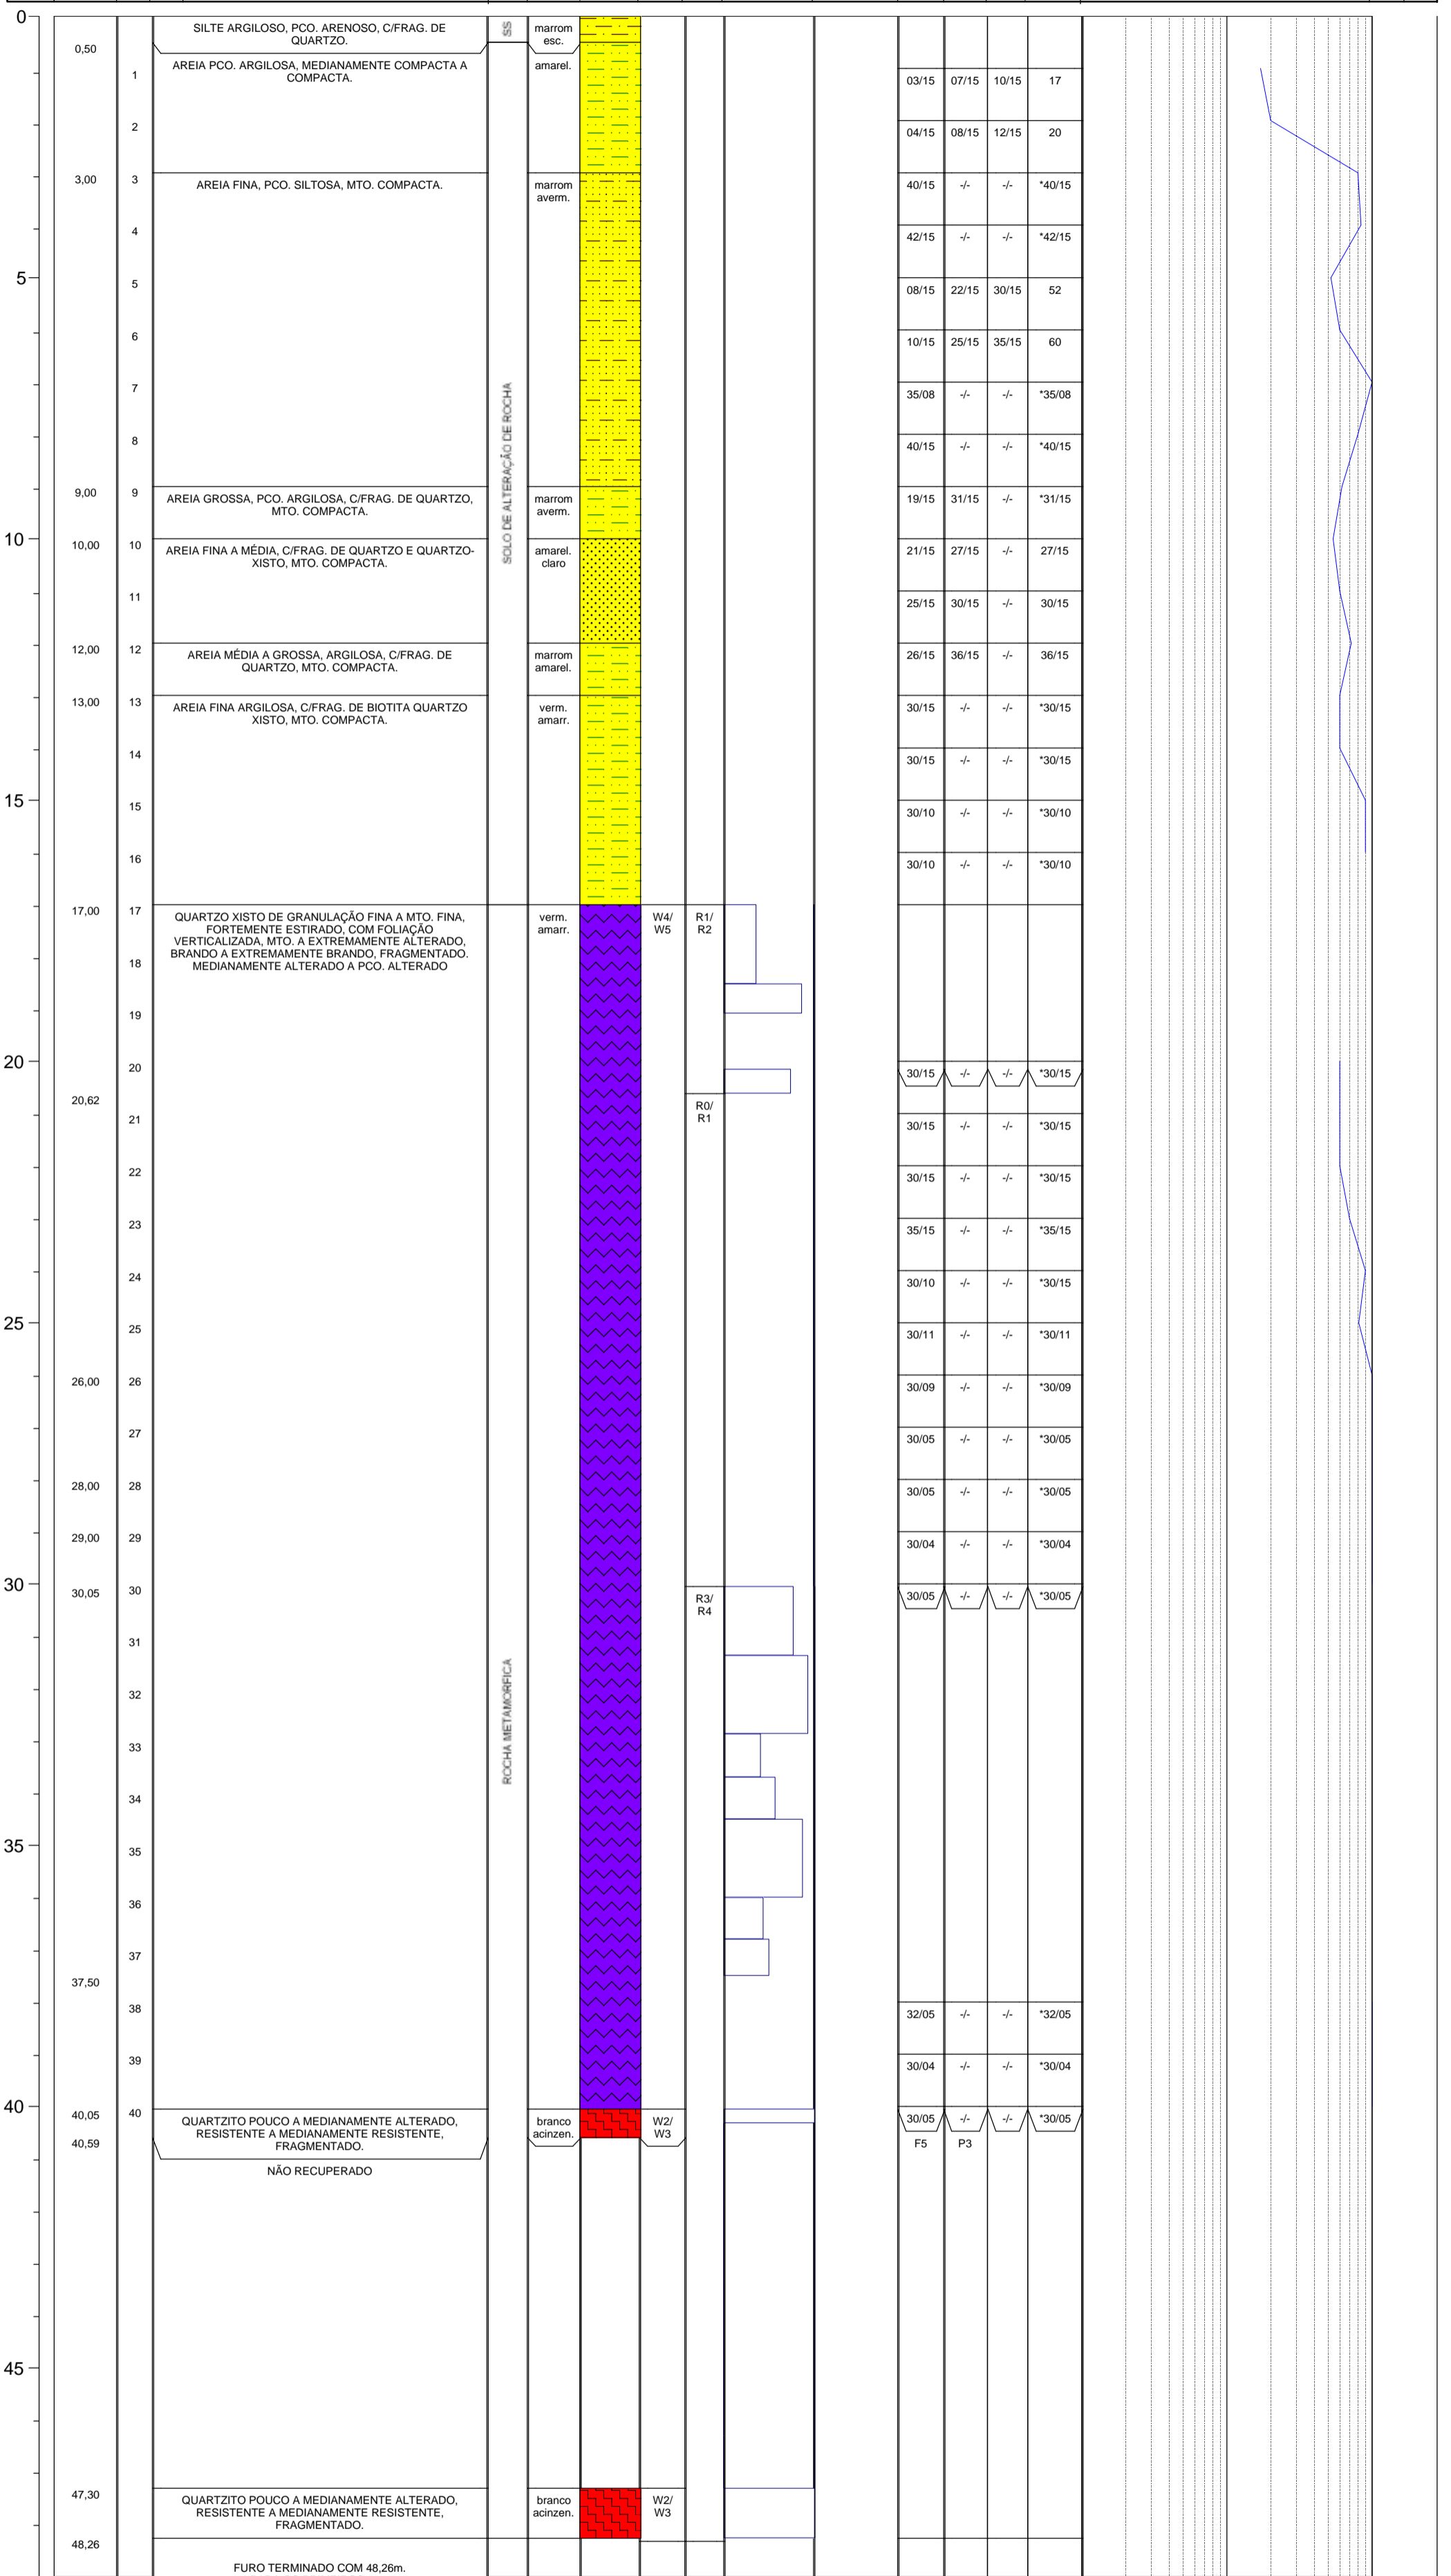 0
SILTE ARGILOSO, PCO. ARENOSO, C/FRAG. DE
QUARTZO.
SS
marrom
esc.
0,50
AREIA PCO. ARGILOSA, MEDIANAMENTE COMPACTA A
COMPACTA.
amarel.
1
03/15 07/15 10/15 17
2
04/15 08/15 12/15 20
3,00
3
AREIA FINA, PCO. SILTOSA, MTO. COMPACTA.
marrom
averm.
40/15 -/- -/- *40/15
4
42/15 -/- -/- *42/15
5
5
08/15 22/15 30/15 52
6
10/15 25/15 35/15 60
7
35/08 -/- -/- *35/08
SOLO DE ALTERAÇÃO DE ROCHA
8
40/15 -/- -/- *40/15
9,00
9
AREIA GROSSA, PCO. ARGILOSA, C/FRAG. DE QUARTZO,
MTO. COMPACTA.
marrom
averm.
19/15 31/15 -/- *31/15
10
10,00
10
AREIA FINA A MÉDIA, C/FRAG. DE QUARTZO E QUARTZO-
XISTO, MTO. COMPACTA.
amarel.
claro
21/15 27/15 -/- 27/15
11
25/15 30/15 -/- 30/15
12,00
12
AREIA MÉDIA A GROSSA, ARGILOSA, C/FRAG. DE
QUARTZO, MTO. COMPACTA.
marrom
amarel.
26/15 36/15 -/- 36/15
13,00
13
AREIA FINA ARGILOSA, C/FRAG. DE BIOTITA QUARTZO
XISTO, MTO. COMPACTA.
verm.
amarr.
30/15 -/- -/- *30/15
14
30/15 -/- -/- *30/15
15
15
30/10 -/- -/- *30/10
16
30/10 -/- -/- *30/10
17,00
17
QUARTZO XISTO DE GRANULAÇÃO FINA A MTO. FINA,
FORTEMENTE ESTIRADO, COM FOLIAÇÃO
VERTICALIZADA, MTO. A EXTREMAMENTE ALTERADO,
BRANDO A EXTREMAMENTE BRANDO, FRAGMENTADO.
MEDIANAMENTE ALTERADO A PCO. ALTERADO
verm.
amarr.
W4/
W5
R1/
R2
18
19
20
20
30/15 -/- -/- *30/15
20,62
R0/
R1
21
30/15 -/- -/- *30/15
22
30/15 -/- -/- *30/15
23
35/15 -/- -/- *35/15
24
30/10 -/- -/- *30/15
25
25
30/11 -/- -/- *30/11
26,00
26
30/09 -/- -/- *30/09
27
30/05 -/- -/- *30/05
28,00
28
30/05 -/- -/- *30/05
29,00
29
30/04 -/- -/- *30/04
30
30,05
30
R3/
R4
30/05 -/- -/- *30/05
31
32
ROCHA METAMORFICA
33
34
35
35
36
37
37,50
38
32/05 -/- -/- *32/05
39
30/04 -/- -/- *30/04
40
40,05
40
QUARTZITO POUCO A MEDIANAMENTE ALTERADO,
RESISTENTE A MEDIANAMENTE RESISTENTE,
FRAGMENTADO.
branco
acinzen.
W2/
W3
30/05 -/- -/- *30/05
40,59
F5 P3
NÃO RECUPERADO
45
47,30
QUARTZITO POUCO A MEDIANAMENTE ALTERADO,
RESISTENTE A MEDIANAMENTE RESISTENTE,
FRAGMENTADO.
branco
acinzen.
W2/
W3
48,26
FURO TERMINADO COM 48,26m.